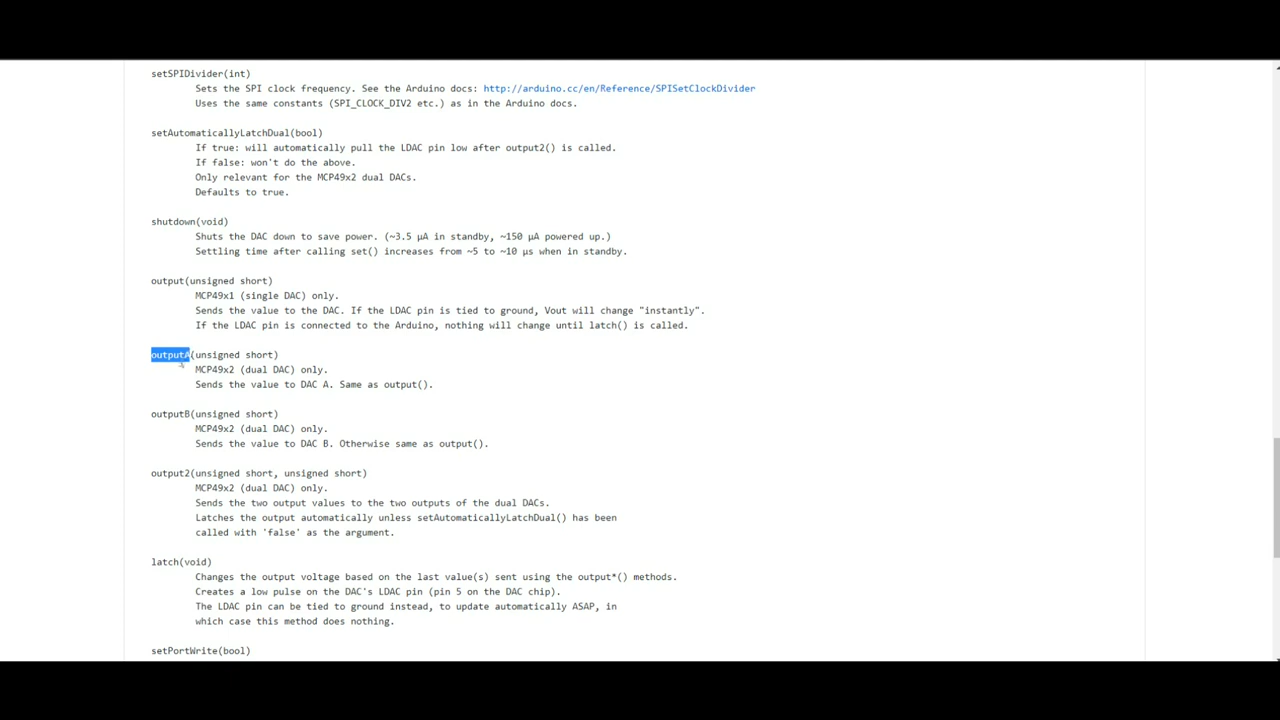 setSPIDivider(int)
Sets the SPI clock frequency. See the Arduino docs: http://arduino.cc/en/Reference/SPISetClockDivider
Uses the same constants (SPI_CLOCK_DIV2 etc.) as in the Arduino docs.
setAutomaticallyLatchDual(bool)
If true: will automatically pull the LDAC pin low after output2() is called.
If false: won't do the above.
Only relevant for the MCP49x2 dual DACs.
Defaults to true.
shutdown(void)
Shuts the DAC down to save power. (~3.5 µA in standby, ~150 µA powered up.)
Settling time after calling set() increases from ~5 to ~10 µs when in standby.
output(unsigned short)
MCP49x1 (single DAC) only.
Sends the value to the DAC. If the LDAC pin is tied to ground, Vout will change "instantly".
If the LDAC pin is connected to the Arduino, nothing will change until latch() is called.
outputA(unsigned short)
MCP49x2 (dual DAC) only.
Sends the value to DAC A. Same as output().
outputB(unsigned short)
MCP49x2 (dual DAC) only.
Sends the value to DAC B. Otherwise same as output().
output2(unsigned short, unsigned short)
MCP49x2 (dual DAC) only.
Sends the two output values to the two outputs of the dual DACs.
Latches the output automatically unless setAutomaticallyLatchDual() has been
called with 'false' as the argument.
latch(void)
Changes the output voltage based on the last value(s) sent using the output*() methods.
Creates a low pulse on the DAC's LDAC pin (pin 5 on the DAC chip).
The LDAC pin can be tied to ground instead, to update automatically ASAP, in
which case this method does nothing.
setPortWrite(bool)